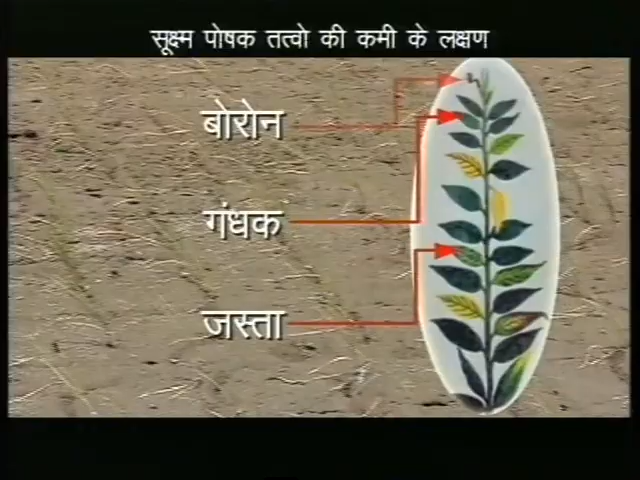 सूक्ष्म पोषक तत्वो की कमी के लक्षण
बोरोन
गंधक
जस्ता